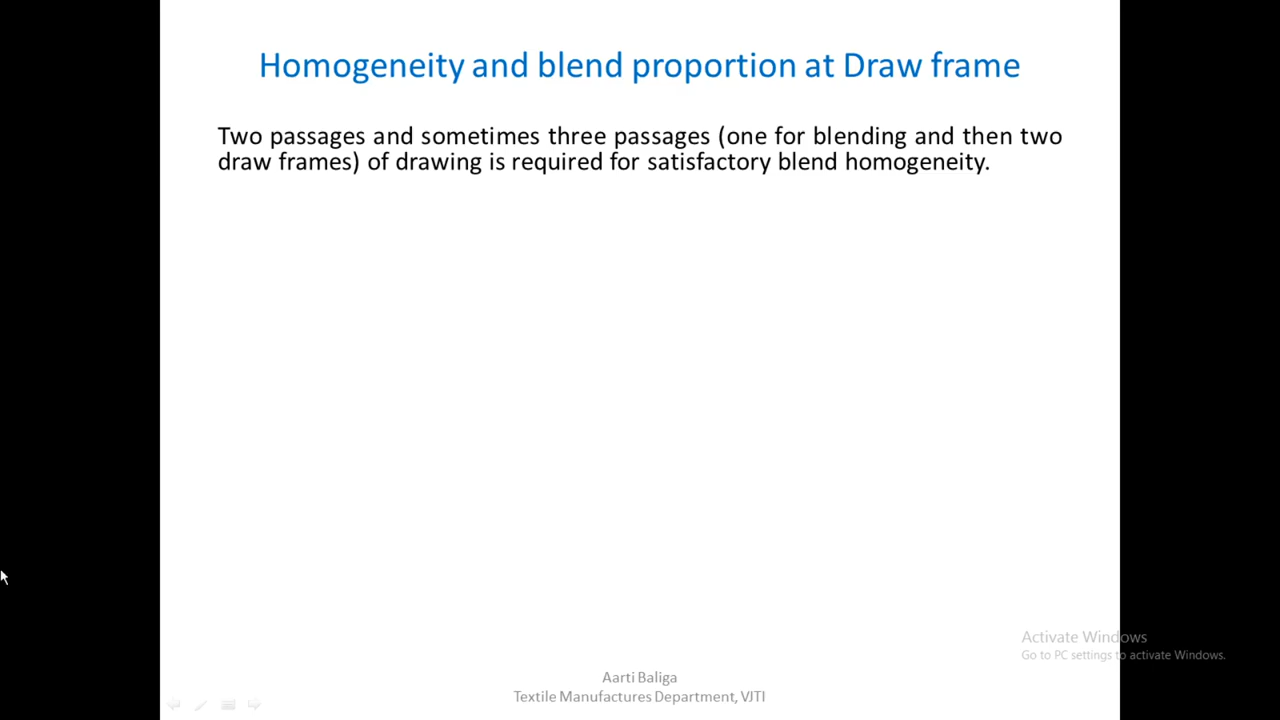 Homogeneity and blend proportion at Draw frame
Two passages and sometimes three passages (one for blending and then two
draw frames) of drawing is required for satisfactory blend homogeneity.
Activate Windows
Go to PC settings to activate Windows.
Aarti Baliga
Textile Manufactures Department, VJTI